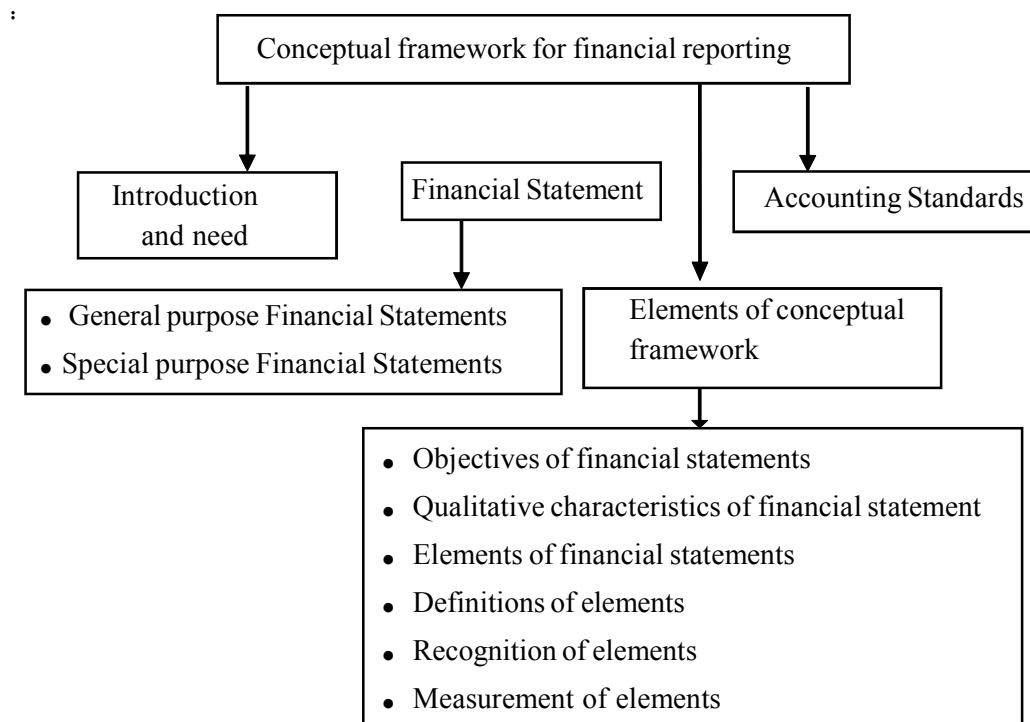 :
Conceptual framework for financial reporting
Introduction
and need
Financial Statement
Accounting Standards
• General purpose Financial Statements
• Special purpose Financial Statements
Elements of conceptual
framework
• Objectives of financial statements
• Qualitative characteristics of financial statement
• Elements of financial statements
• Definitions of elements
• Recognition of elements
• Measurement of elements